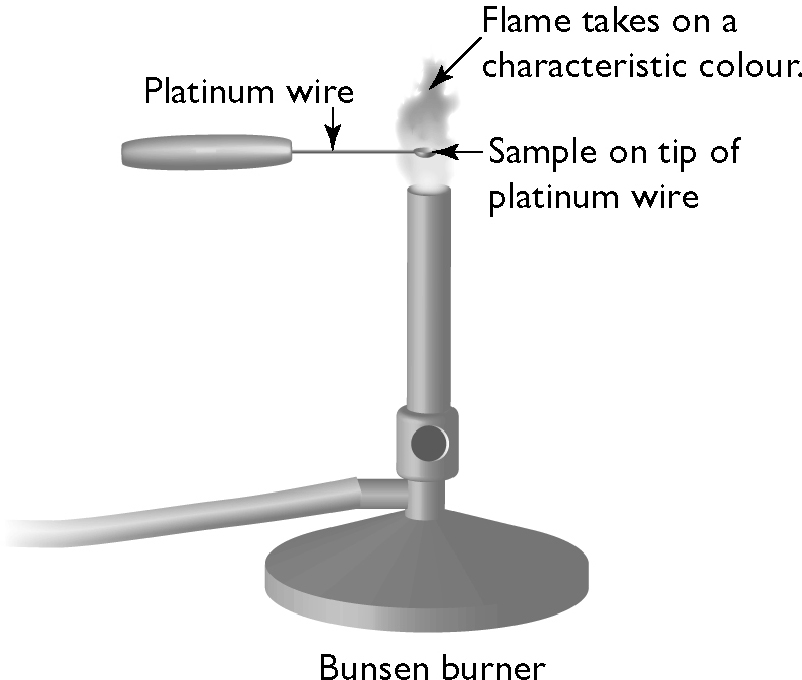 Flame takes on a
characteristic colour.
Platinum wire
Sample on tip of
platinum wire
Bunsen burner